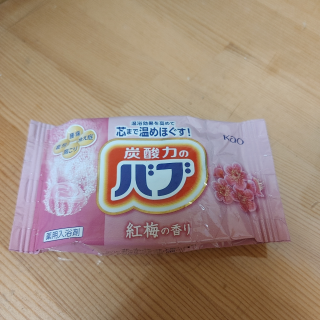 温浴効果を高めて
芯まで温めほぐす!
Kao
炭酸力の
バブ
紅梅の香り
薬用入浴剤